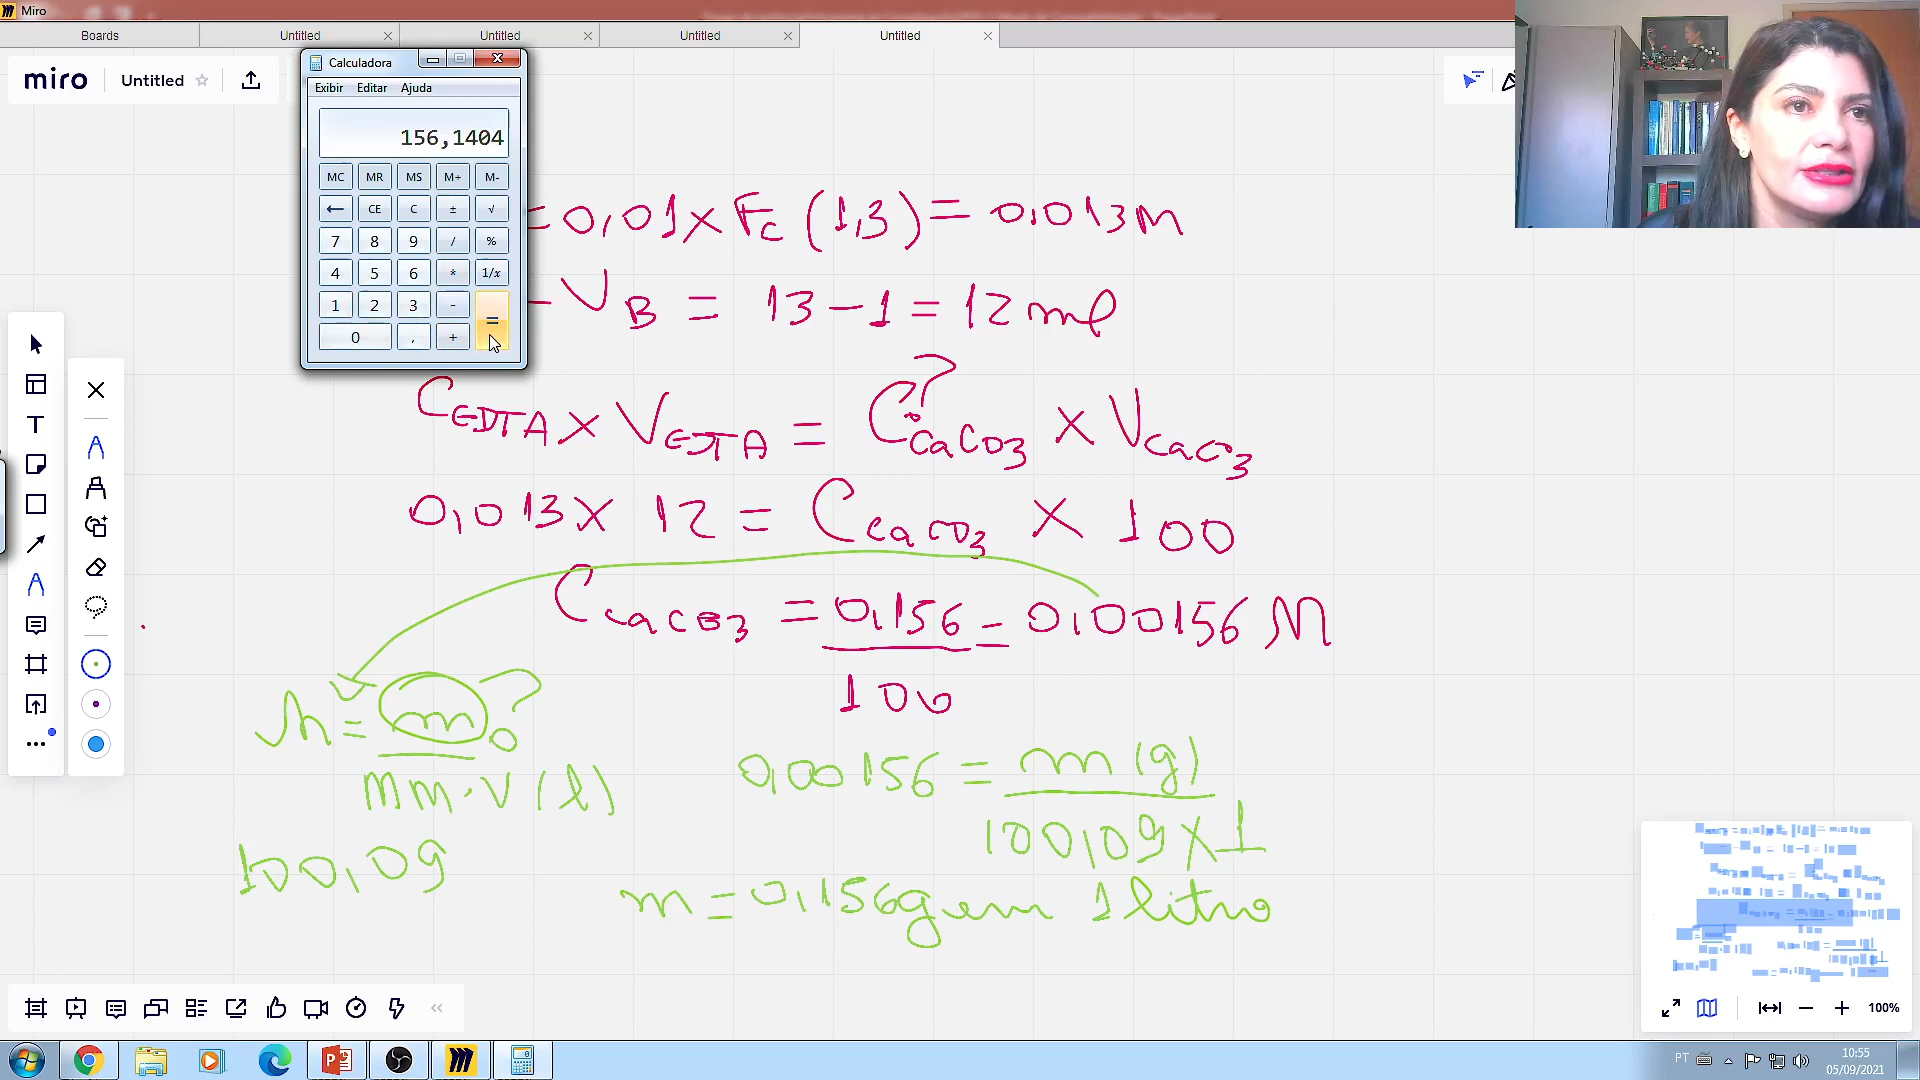 Miro
Boards
Untitled
Untitled
Untitled
Untitled
miro
Untitled
Calculadora
Exibir Editar Ajuda
156,1404
MC MR MS M+ M-
← CE C ± √
7 8 9 / %
4 5 6 * 1/x
1 2 3 - =
0 , +
= 0,01 x Fc (1,3) = 0,013M
- VB = 13 - 1 = 12 ml
CEDTA x VEDTA = C?CaCO3 x VCaCO3
0,013 x 12 = CCaCO3 x 100
CCaCO3 = 0,156 = 0,00156 M
100
M = m ?
MM . V (l)
100,09
0,00156 = m (g)
100,09 x 1
m = 0,156g em 1 litro
100%
PT
10:55
05/09/2021